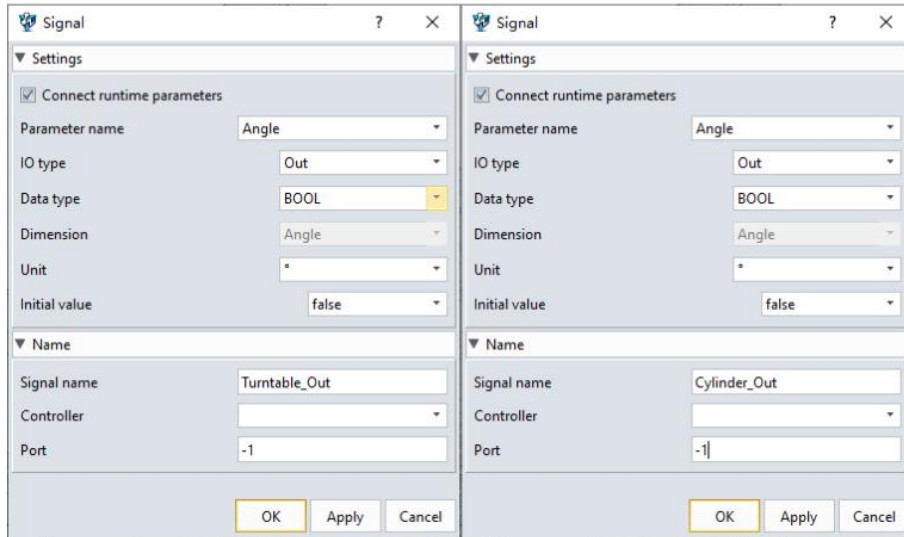 Signal ? ✕
Settings
Connect runtime parameters
Parameter name Angle
IO type Out
Data type BOOL
Dimension Angle
Unit °
Initial value false
Name
Signal name Turntable_Out
Controller
Port -1
OK Apply Cancel
Signal ? ✕
Settings
Connect runtime parameters
Parameter name Angle
IO type Out
Data type BOOL
Dimension Angle
Unit °
Initial value false
Name
Signal name Cylinder_Out
Controller
Port -1
OK Apply Cancel